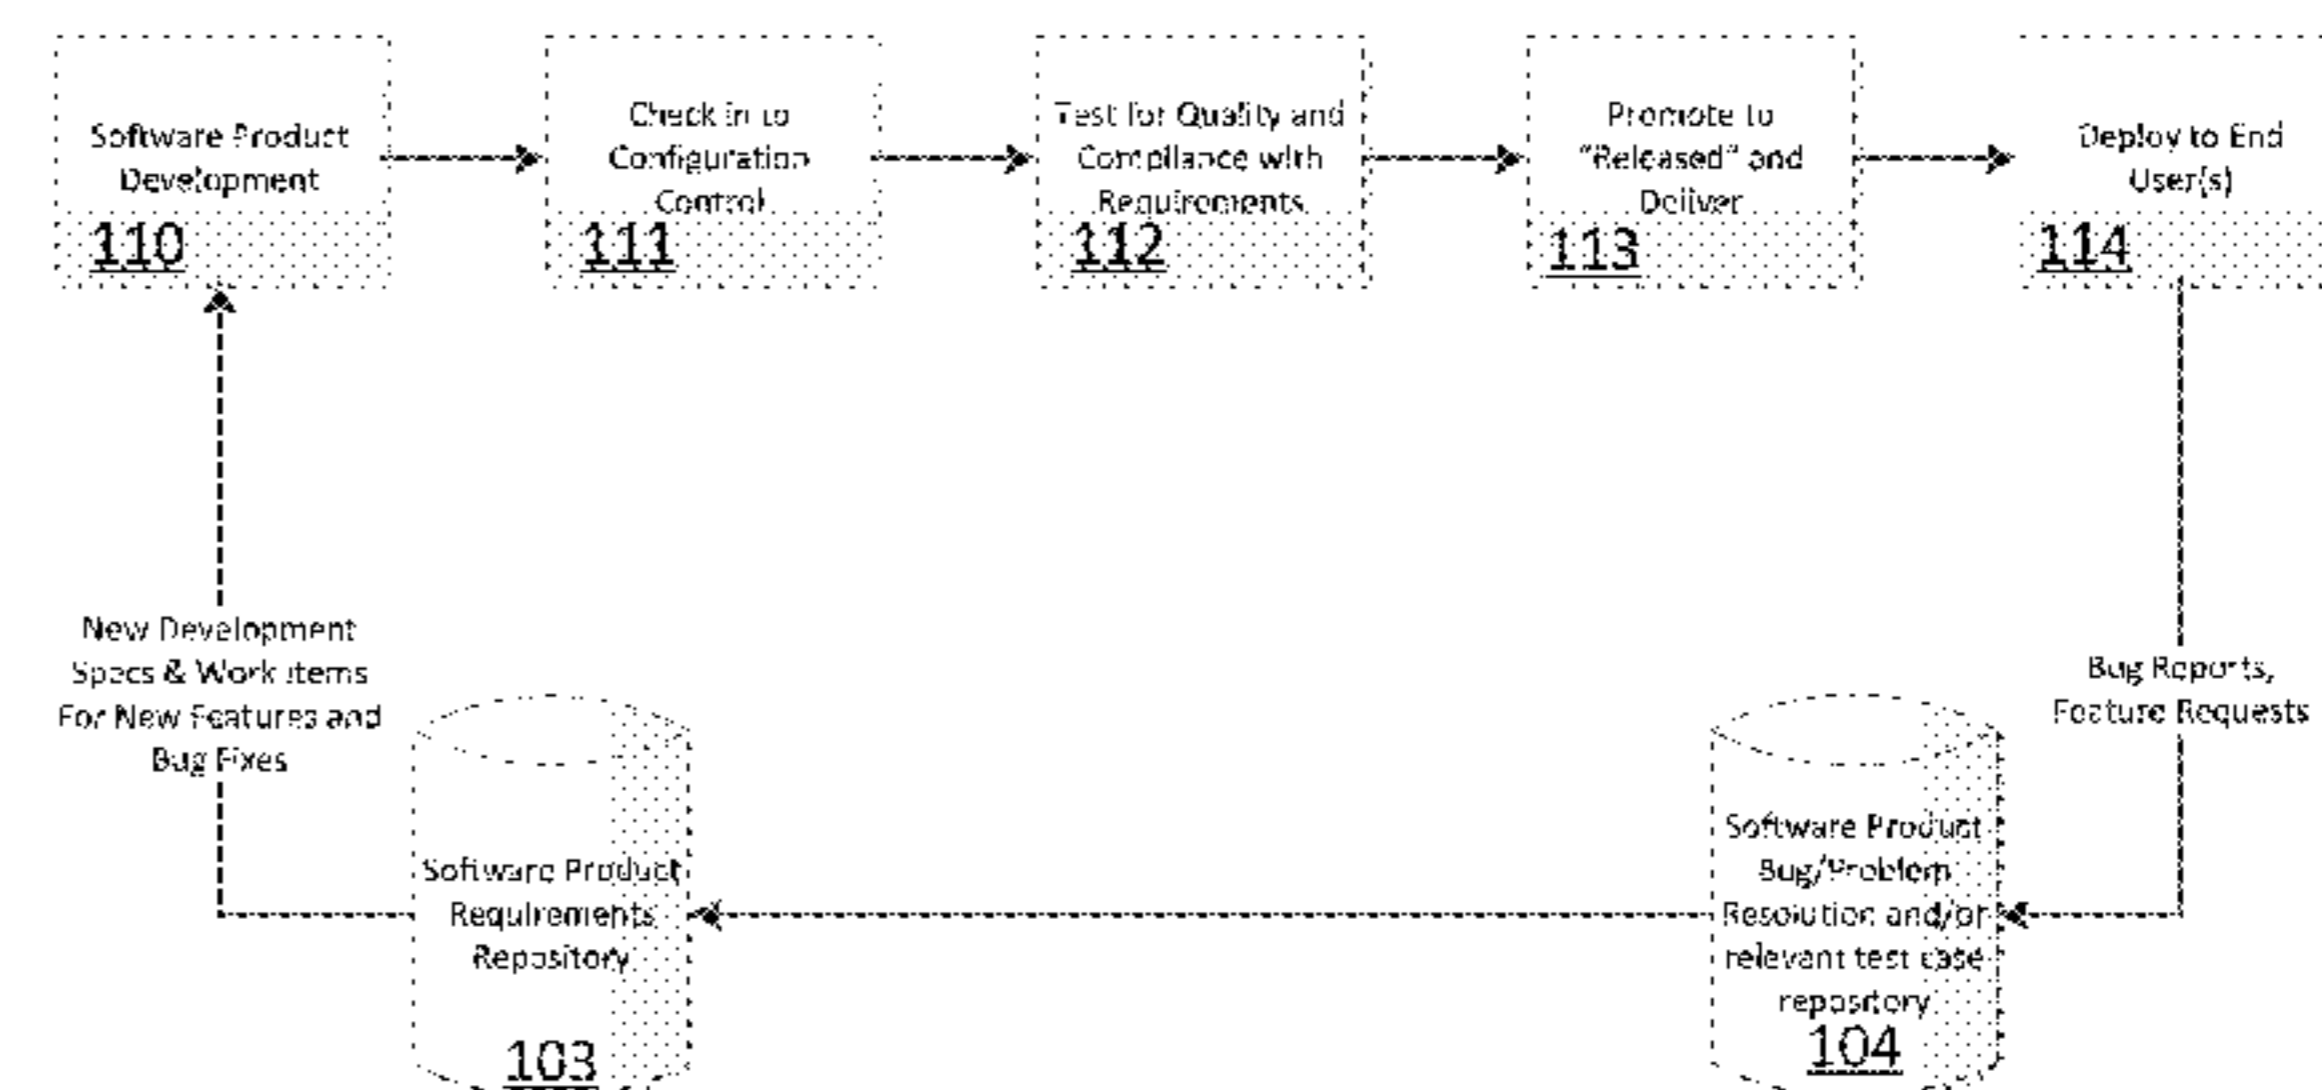 Software Product
Development
110
Check in to
Configuration
Control
111
Test for Quality and
Compliance with
Requirements
112
Promote to
"Released" and
Deliver
113
Deploy to End
User(s)
114
New Development
Specs & Work items
For New Features and
Bug Fixes
Bug Reports,
Feature Requests
Software Product
Requirements
Repository
103
Software Product
Bug/Problem
Resolution and/or
relevant test case
repository
104